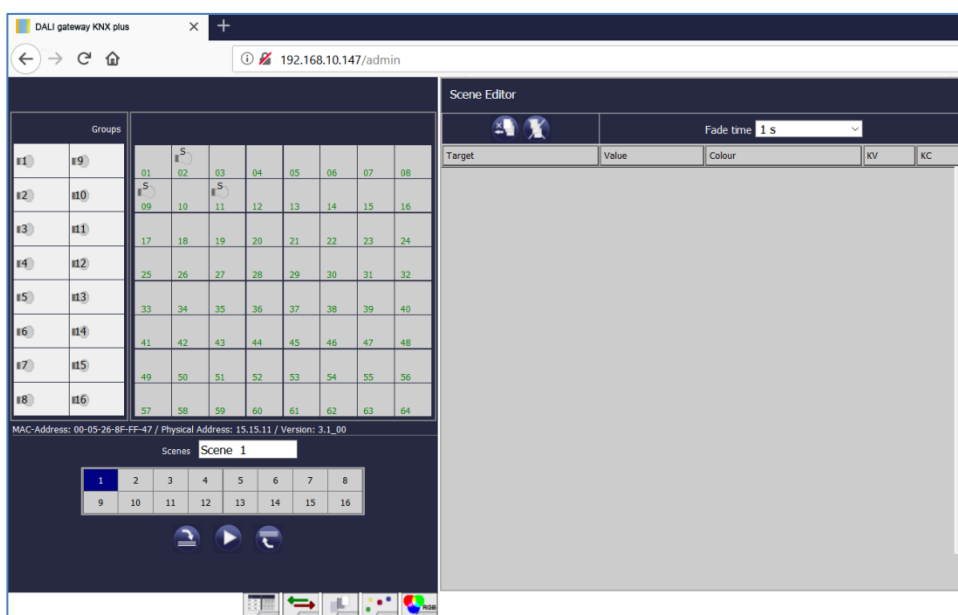 DALI gateway KNX plus
192.168.10.147/admin
Scene Editor
Groups
Fade time 1 s
Target Value Colour KV KC
1 9
2 10
3 11
4 12
5 13
6 14
7 15
8 16
S
01 02 03 04 05 06 07 08
S S
09 10 11 12 13 14 15 16
17 18 19 20 21 22 23 24
25 26 27 28 29 30 31 32
33 34 35 36 37 38 39 40
41 42 43 44 45 46 47 48
49 50 51 52 53 54 55 56
57 58 59 60 61 62 63 64
MAC-Address: 00-05-26-8F-FF-47 / Physical Address: 15.15.11 / Version: 3.1_00
Scenes Scene 1
1 2 3 4 5 6 7 8
9 10 11 12 13 14 15 16
RGB